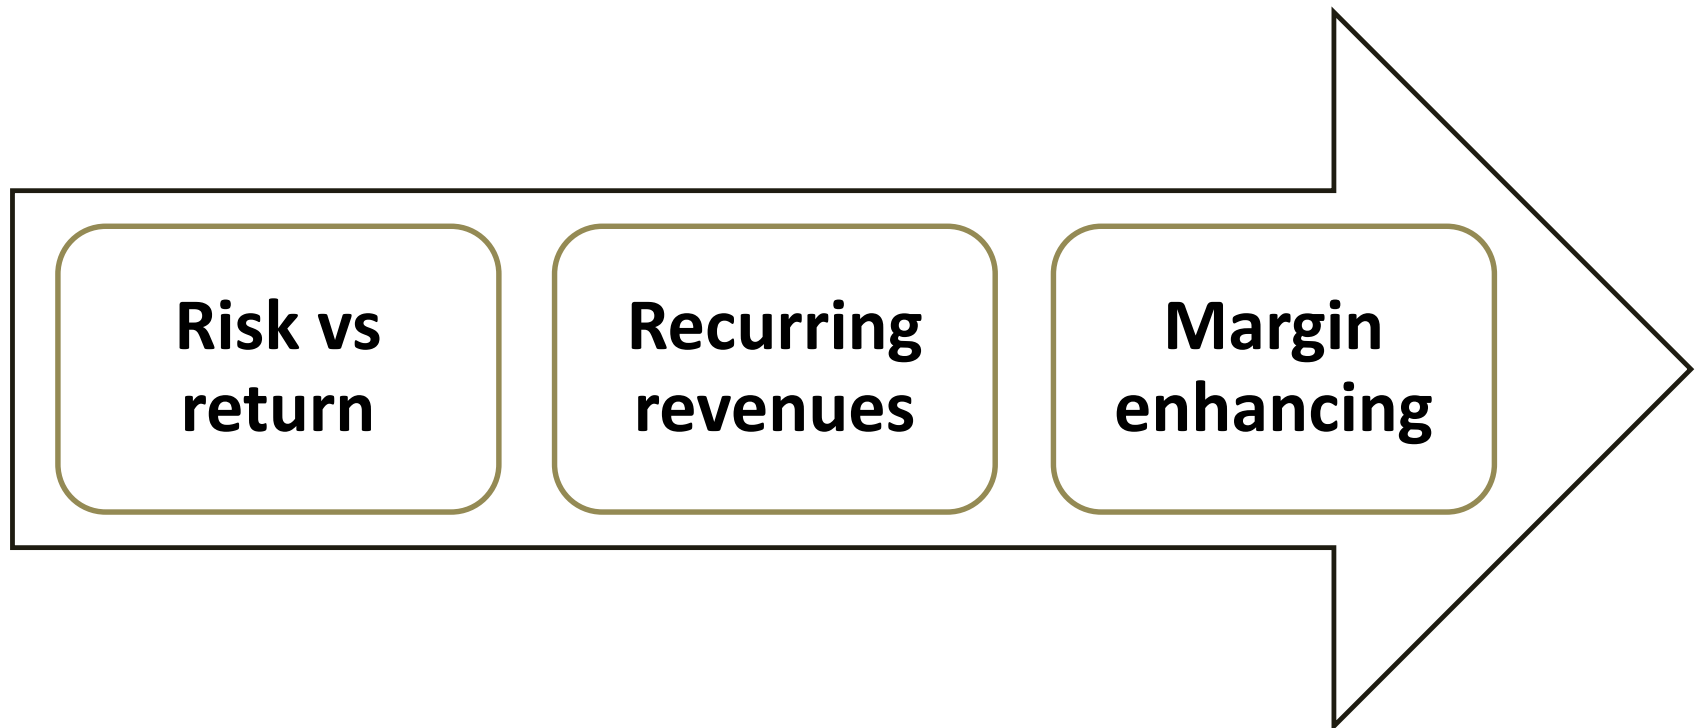 Risk vs
return
Recurring
revenues
Margin
enhancing